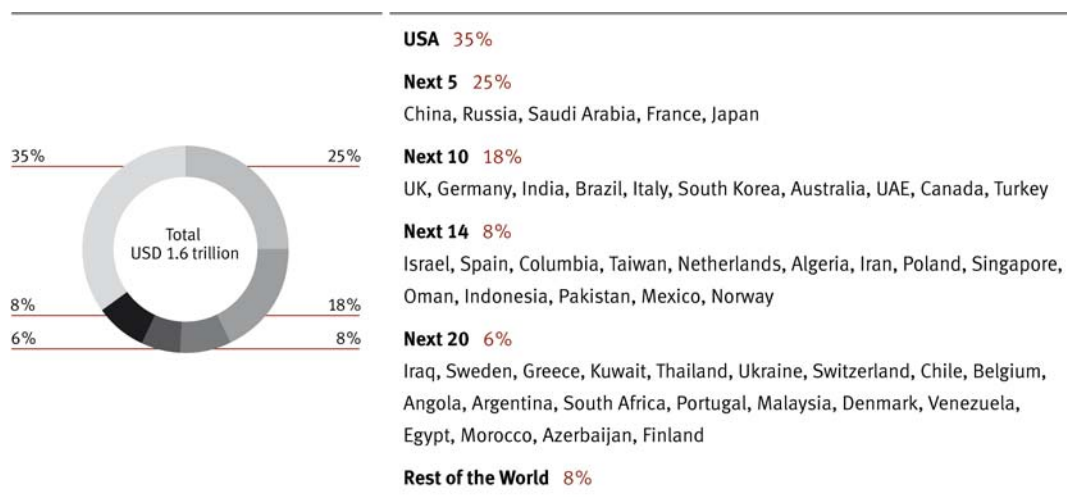 35%
25%
Total
USD 1.6 trillion
8%
18%
6%
8%
USA 35%
Next 5 25%
China, Russia, Saudi Arabia, France, Japan
Next 10 18%
UK, Germany, India, Brazil, Italy, South Korea, Australia, UAE, Canada, Turkey
Next 14 8%
Israel, Spain, Columbia, Taiwan, Netherlands, Algeria, Iran, Poland, Singapore,
Oman, Indonesia, Pakistan, Mexico, Norway
Next 20 6%
Iraq, Sweden, Greece, Kuwait, Thailand, Ukraine, Switzerland, Chile, Belgium,
Angola, Argentina, South Africa, Portugal, Malaysia, Denmark, Venezuela,
Egypt, Morocco, Azerbaijan, Finland
Rest of the World 8%